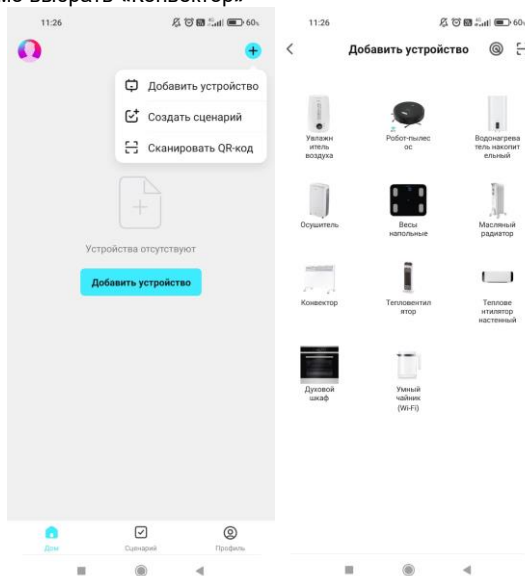 выбрать «Конвектор»
11:26
60%
Добавить устройство
Создать сценарий
Сканировать QR-код
Устройства отсутствуют
Добавить устройство
Дом
Сценарий
Профиль
11:26
60%
Добавить устройство
Увлажн
итель
воздуха
Робот-пылес
ос
Водонагрева
тель накопит
ельный
Осушитель
Весы
напольные
Масляный
радиатор
Конвектор
Тепловентил
ятор
Теплове
нтилятор
настенный
Духовой
шкаф
Умный
чайник
(Wi-Fi)